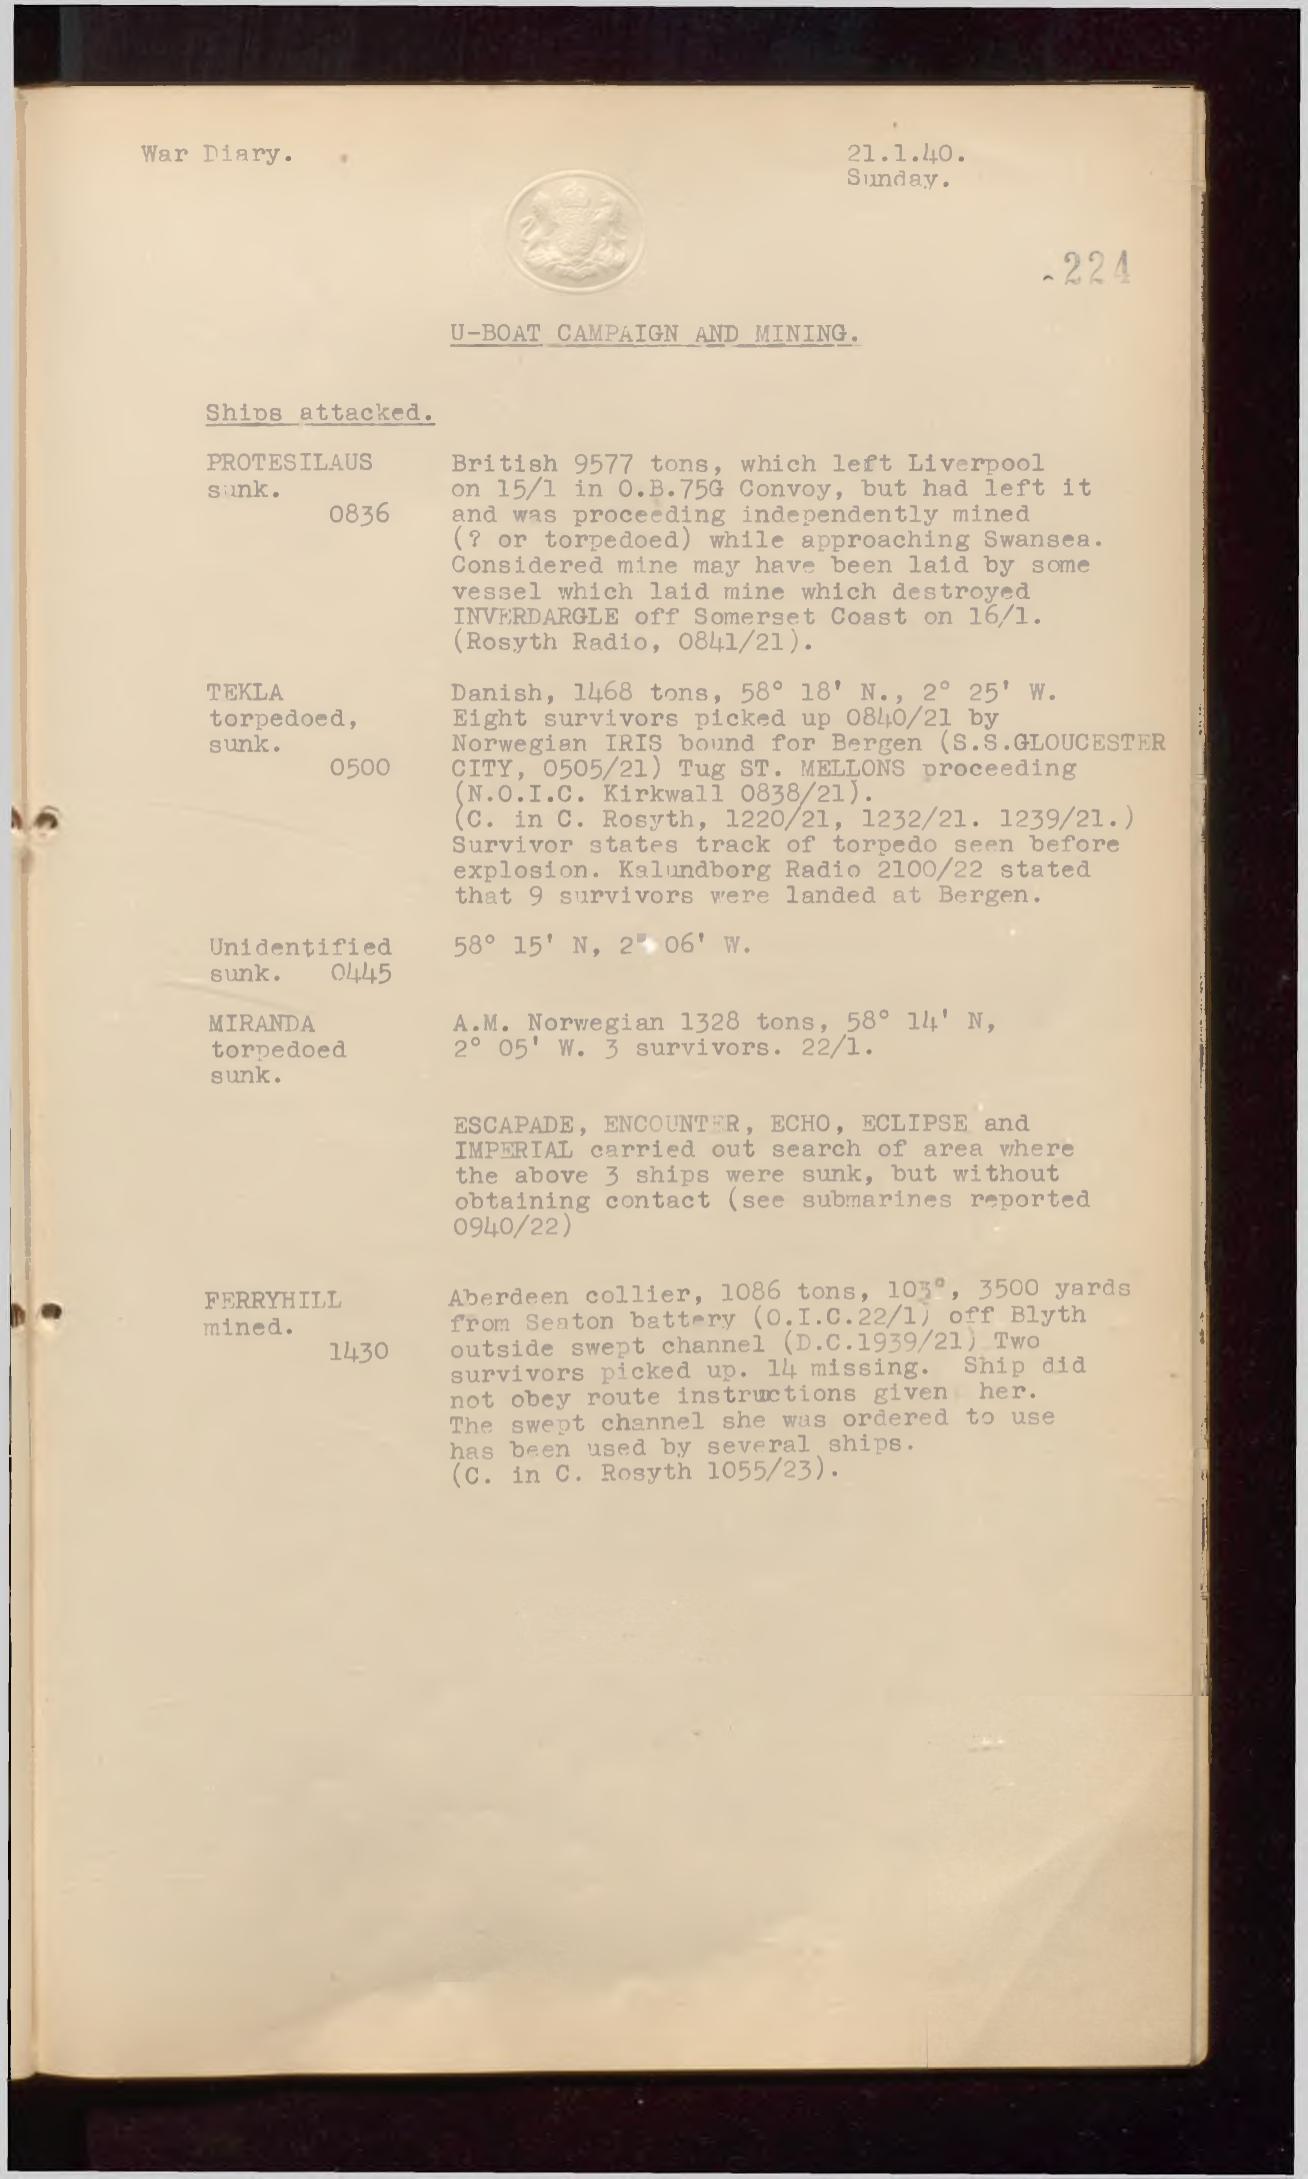 War Diary.
21.1.40.
Sunday.
224
U-BOAT CAMPAIGN AND MINING.
Ships attacked.
PROTESILAUS
sunk.
0836
British 9577 tons, which left Liverpool
on 15/1 in O.B.75G Convoy, but had left it
and was proceeding independently mined
(? or torpedoed) while approaching Swansea.
Considered mine may have been laid by some
vessel which laid mine which destroyed
INVERDARGLE off Somerset Coast on 16/1.
(Rosyth Radio, 0841/21).
TEKLA
torpedoed,
sunk.
0500
Danish, 1468 tons, 58° 18' N., 2° 25' W.
Eight survivors picked up 0840/21 by
Norwegian IRIS bound for Bergen (S.S.GLOUCESTER
CITY, 0505/21) Tug ST. MELLONS proceeding
(N.O.I.C. Kirkwall 0838/21).
(C. in C. Rosyth, 1220/21, 1232/21. 1239/21.)
Survivor states track of torpedo seen before
explosion. Kalundborg Radio 2100/22 stated
that 9 survivors were landed at Bergen.
Unidentified
sunk. 0445
58° 15' N, 2° 06' W.
MIRANDA
torpedoed
sunk.
A.M. Norwegian 1328 tons, 58° 14' N,
2° 05' W. 3 survivors. 22/1.
ESCAPADE, ENCOUNTER, ECHO, ECLIPSE and
IMPERIAL carried out search of area where
the above 3 ships were sunk, but without
obtaining contact (see submarines reported
0940/22)
FERRYHILL
mined.
1430
Aberdeen collier, 1086 tons, 103°, 3500 yards
from Seaton battery (O.I.C.22/1) off Blyth
outside swept channel (D.C.1939/21) Two
survivors picked up. 14 missing. Ship did
not obey route instructions given her.
The swept channel she was ordered to use
has been used by several ships.
(C. in C. Rosyth 1055/23).